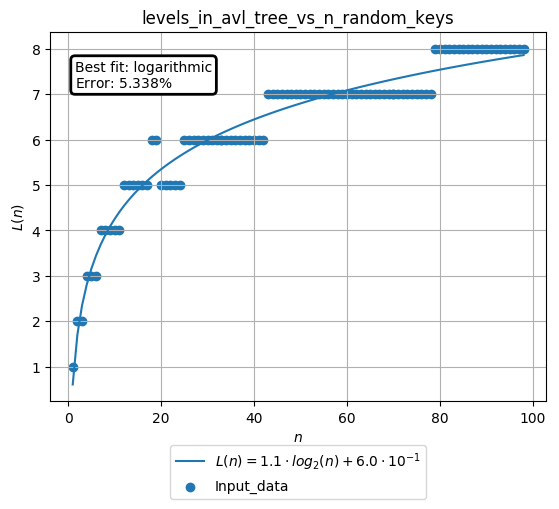 levels_in_avl_tree_vs_n_random_keys
Best fit: logarithmic
Error: 5.338%
8
7
6
5
4
3
2
1
L(n)
0 20 40 60 80 100
n
L(n) = 1.1 · log₂(n) + 6.0 · 10⁻¹
Input_data